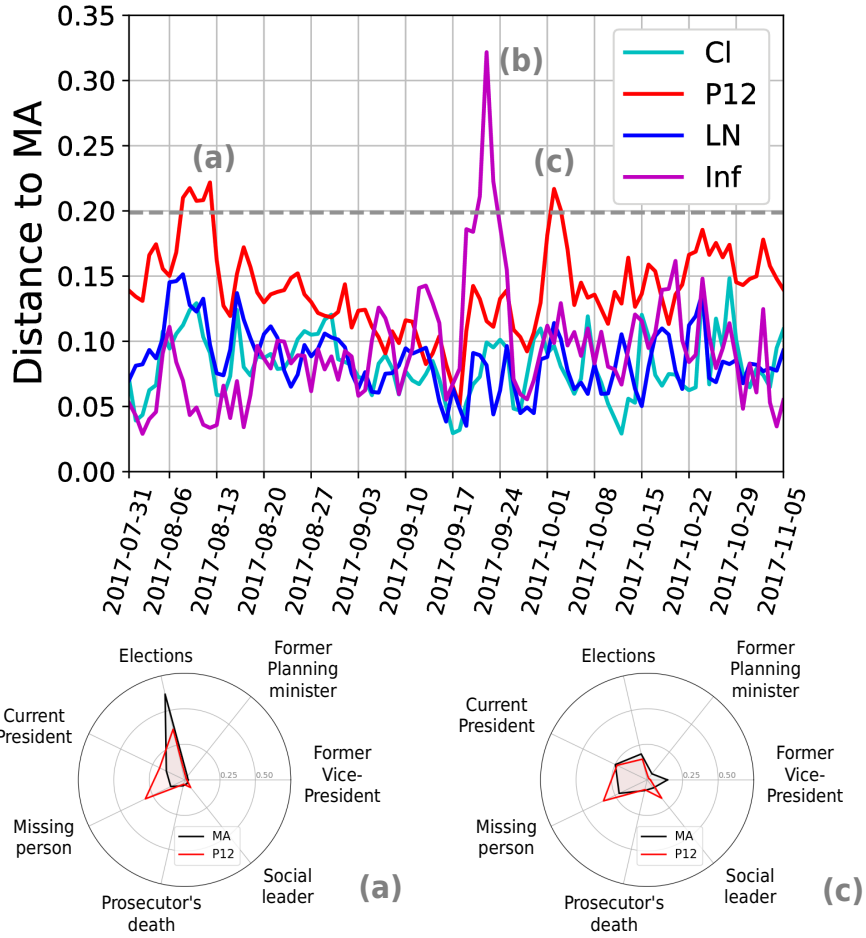 0.35
0.30
0.25
0.20
0.15
0.10
0.05
0.00
Distance to MA
(a)
(b)
(c)
Cl
P12
LN
Inf
2017-07-31
2017-08-06
2017-08-13
2017-08-20
2017-08-27
2017-09-03
2017-09-10
2017-09-17
2017-09-24
2017-10-01
2017-10-08
2017-10-15
2017-10-22
2017-10-29
2017-11-05
Elections
Former
Planning
minister
Current
President
Former
Vice-
President
0.25
0.50
Missing
person
MA
P12
Prosecutor's
death
Social
leader
(a)
Elections
Former
Planning
minister
Current
President
Former
Vice-
President
0.25
0.50
Missing
person
MA
P12
Prosecutor's
death
Social
leader
(c)